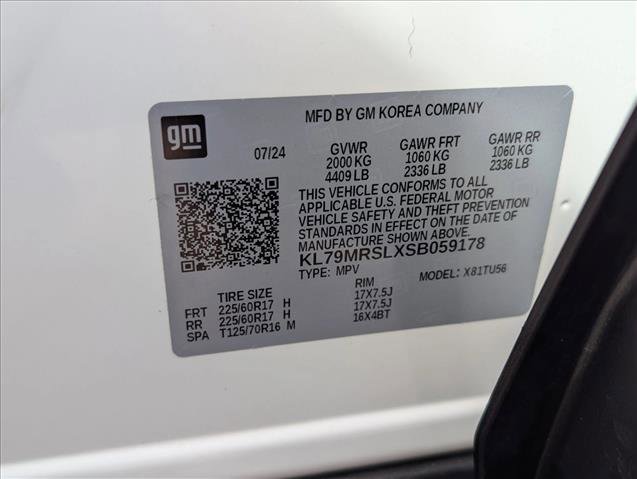 MFD BY GM KOREA COMPANY
gm
07/24 GVWR GAWR FRT GAWR RR
2000 KG 1060 KG 1060 KG
4409 LB 2336 LB 2336 LB
THIS VEHICLE CONFORMS TO ALL
APPLICABLE U.S. FEDERAL MOTOR
VEHICLE SAFETY AND THEFT PREVENTION
STANDARDS IN EFFECT ON THE DATE OF
MANUFACTURE SHOWN ABOVE.
KL79MRSLXSB059178
TYPE: MPV MODEL: X81TU56
TIRE SIZE RIM
FRT 225/60R17 H 17X7.5J
RR 225/60R17 H 17X7.5J
SPA T125/70R16 M 16X4BT